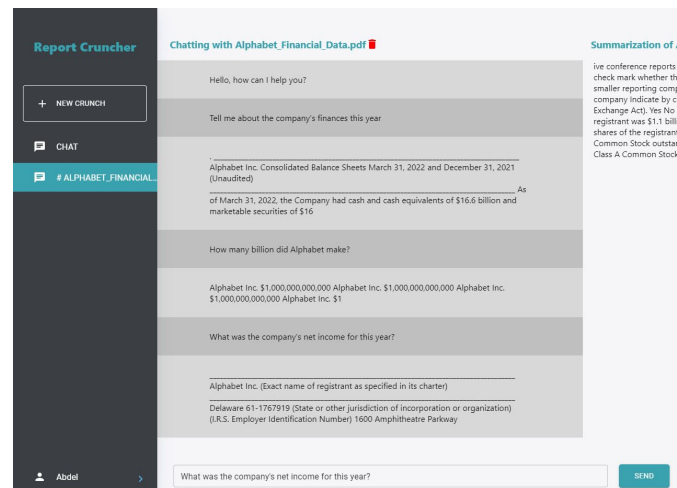 Report Cruncher
+ NEW CRUNCH
CHAT
# ALPHABET_FINANCIAL...
Abdel
Chatting with Alphabet_Financial_Data.pdf
Hello, how can I help you?
Tell me about the company's finances this year
. ______
Alphabet Inc. Consolidated Balance Sheets March 31, 2022 and December 31, 2021
(Unaudited)
______ As
of March 31, 2022, the Company had cash and cash equivalents of $16.6 billion and
marketable securities of $16
How many billion did Alphabet make?
Alphabet Inc. $1,000,000,000,000 Alphabet Inc. $1,000,000,000,000 Alphabet Inc.
$1,000,000,000,000 Alphabet Inc. $1
What was the company's net income for this year?
______
Alphabet Inc. (Exact name of registrant as specified in its charter)
______
Delaware 61-1767919 (State or other jurisdiction of incorporation or organization)
(I.R.S. Employer Identification Number) 1600 Amphitheatre Parkway
What was the company's net income for this year?
SEND
Summarization of
ive conference reports
check mark whether th
smaller reporting comp
company Indicate by c
Exchange Act). Yes No
registrant was $1.1 billi
shares of the registrant
Common Stock outstan
Class A Common Stock